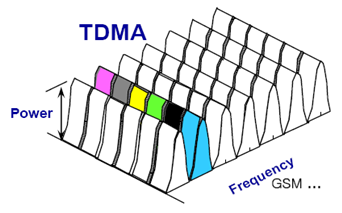 TDMA
Power
Frequency
GSM ...